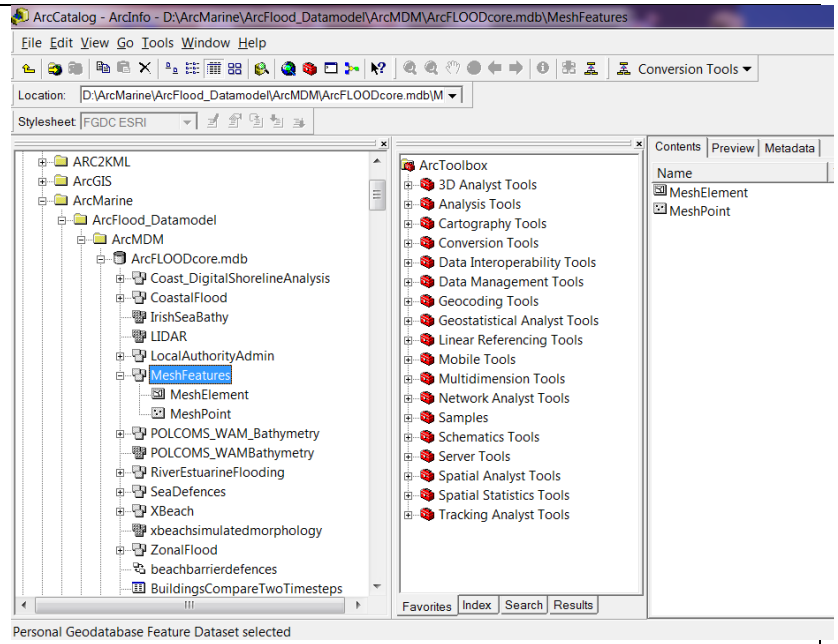 ArcCatalog - ArcInfo - D:\ArcMarine\ArcFlood_Datamodel\ArcMDM\ArcFLOODcore.mdb\MeshFeatures
File Edit View Go Tools Window Help
Conversion Tools
Location: D:\ArcMarine\ArcFlood_Datamodel\ArcMDM\ArcFLOODcore.mdb\M
Stylesheet: FGDC ESRI
ARC2KML
ArcGIS
ArcMarine
ArcFlood_Datamodel
ArcMDM
ArcFLOODcore.mdb
Coast_DigitalShorelineAnalysis
CoastalFlood
IrishSeaBathy
LIDAR
LocalAuthorityAdmin
MeshFeatures
MeshElement
MeshPoint
POLCOMS_WAM_Bathymetry
POLCOMS_WAMBathymetry
RiverEstuarineFlooding
SeaDefences
XBeach
xbeachsimulatedmorphology
ZonalFlood
beachbarrierdefences
BuildingsCompareTwoTimesteps
ArcToolbox
3D Analyst Tools
Analysis Tools
Cartography Tools
Conversion Tools
Data Interoperability Tools
Data Management Tools
Geocoding Tools
Geostatistical Analyst Tools
Linear Referencing Tools
Mobile Tools
Multidimension Tools
Network Analyst Tools
Samples
Schematics Tools
Server Tools
Spatial Analyst Tools
Spatial Statistics Tools
Tracking Analyst Tools
Favorites Index Search Results
Contents Preview Metadata
Name
MeshElement
MeshPoint
Personal Geodatabase Feature Dataset selected